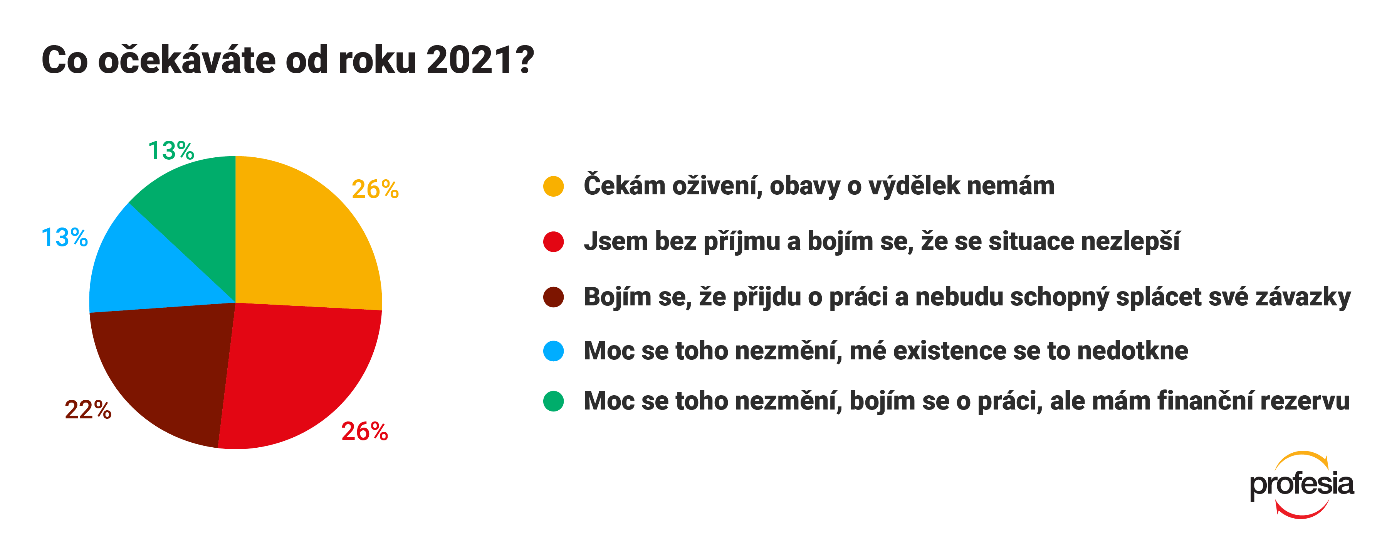 Co očekáváte od roku 2021?
13%
26%
13%
22%
26%
Čekám oživení, obavy o výdělek nemám
Jsem bez příjmu a bojím se, že se situace nezlepší
Bojím se, že přijdu o práci a nebudu schopný splácet své závazky
Moc se toho nezmění, mé existence se to nedotkne
Moc se toho nezmění, bojím se o práci, ale mám finanční rezervu
profesia